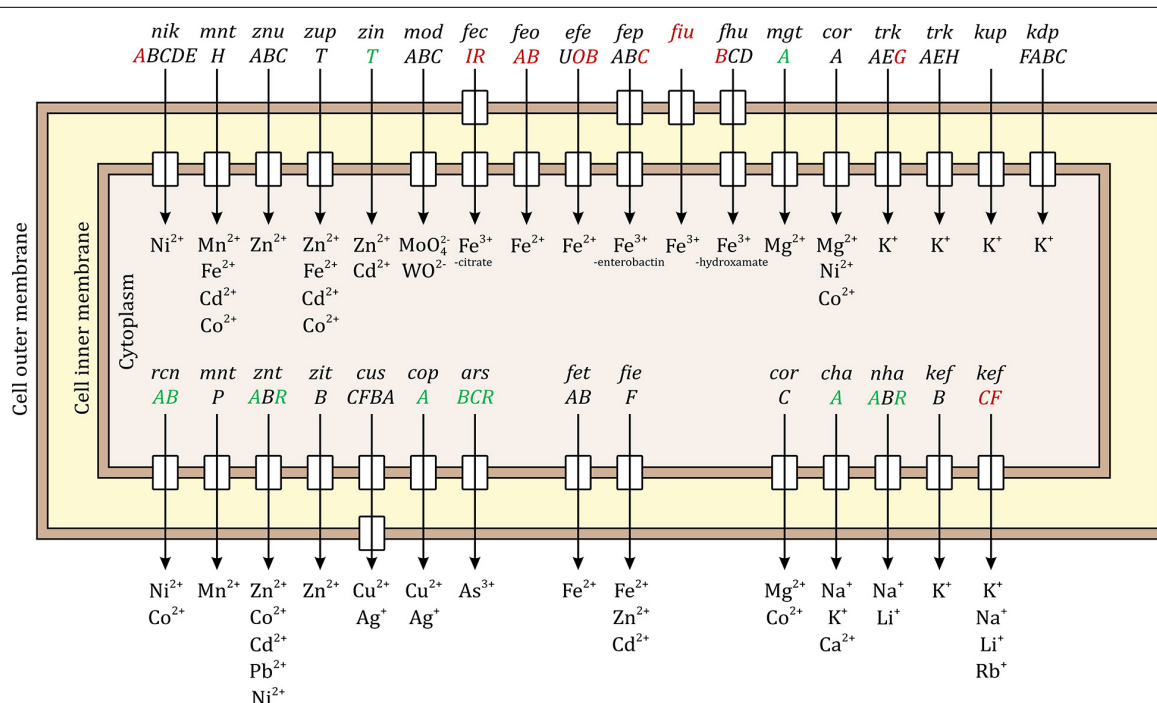 nik mnt znu zup zin mod fec feo efe fep fiu fhu mgt cor trk trk kup kdp
ABCDE H ABC T T ABC IR AB UOB ABC BCD A A AEG AEH FABC
Cell outer membrane
Cell inner membrane
Cytoplasm
Ni²⁺ Mn²⁺ Zn²⁺ Zn²⁺ Zn²⁺ MoO₄²⁻ Fe³⁺ Fe²⁺ Fe²⁺ Fe³⁺ Fe³⁺ Fe³⁺ Mg²⁺ Mg²⁺ K⁺ K⁺ K⁺ K⁺
-citrate -enterobactin -hydroxamate
Fe²⁺ Fe²⁺ Cd²⁺ WO²⁻ Ni²⁺
Cd²⁺ Cd²⁺ Co²⁺
Co²⁺ Co²⁺
rcn mnt znt zit cus cop ars fet fie cor cha nha kef kef
AB P ABR B CFBA A BCR AB F C A ABR B CF
Ni²⁺ Mn²⁺ Zn²⁺ Zn²⁺ Cu²⁺ Cu²⁺ As³⁺ Fe²⁺ Fe²⁺ Mg²⁺ Na⁺ Na⁺ K⁺ K⁺
Co²⁺ Co²⁺ Ag⁺ Ag⁺ Zn²⁺ Co²⁺ K⁺ Li⁺ Na⁺
Cd²⁺ Cd²⁺ Ca²⁺ Li⁺
Pb²⁺ Rb⁺
Ni²⁺